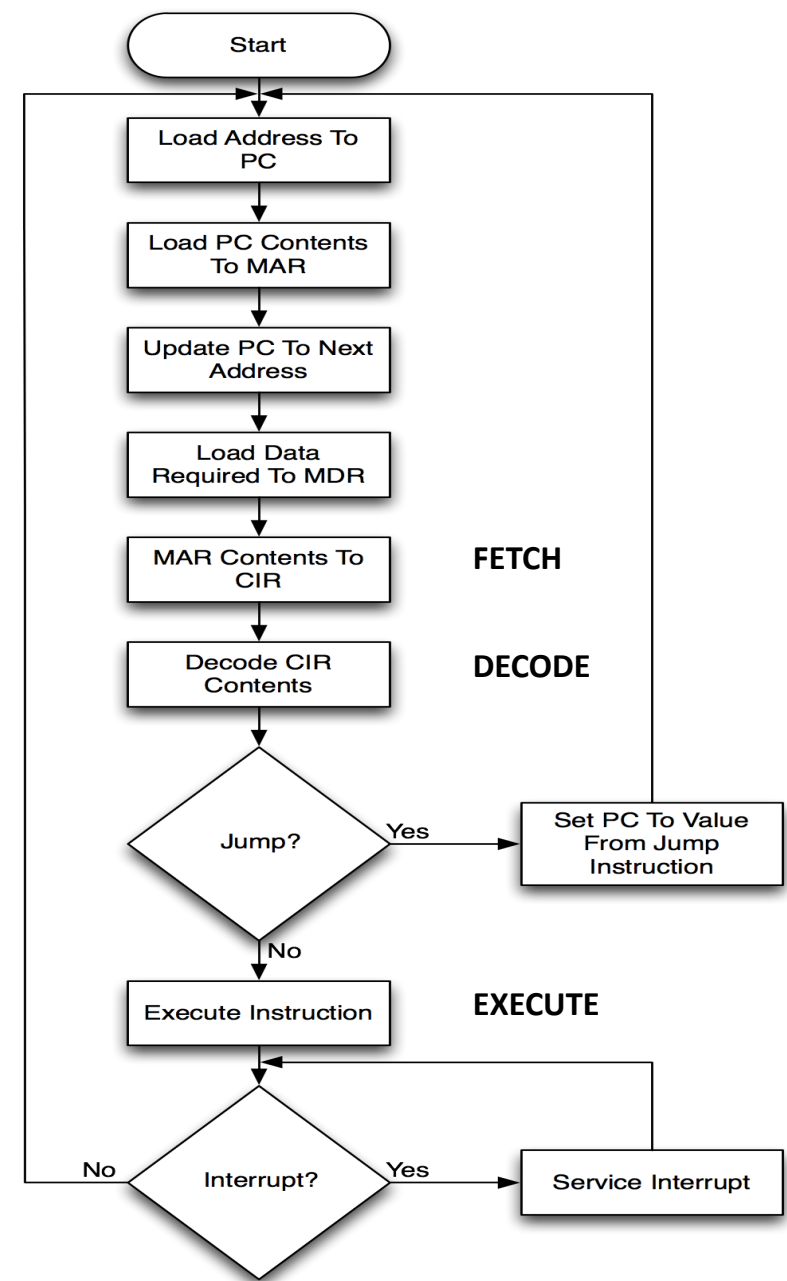 Start
Load Address To
PC
Load PC Contents
To MAR
Update PC To Next
Address
Load Data
Required To MDR
MAR Contents To
CIR
FETCH
Decode CIR
Contents
DECODE
Jump?
Yes
Set PC To Value
From Jump
Instruction
No
Execute Instruction
EXECUTE
No
Interrupt?
Yes
Service Interrupt